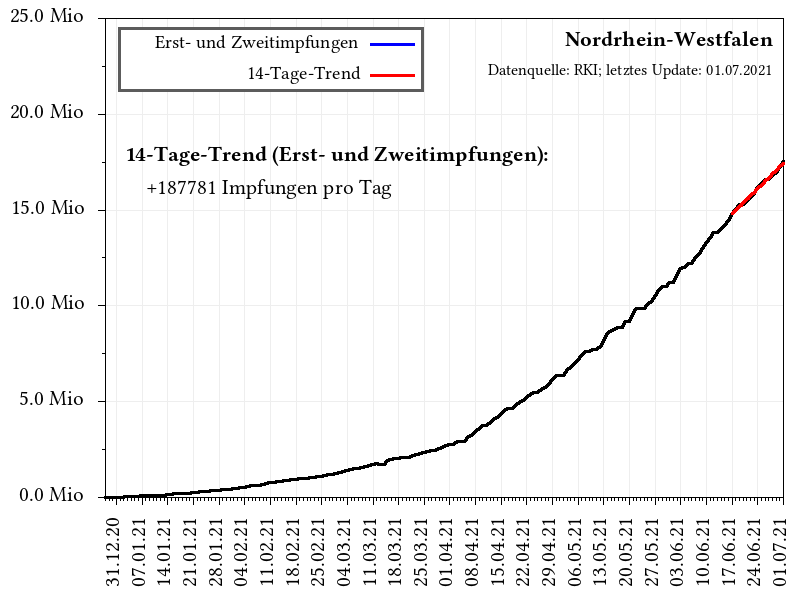 25.0 Mio
20.0 Mio
15.0 Mio
10.0 Mio
5.0 Mio
0.0 Mio
Erst- und Zweitimpfungen
14-Tage-Trend
Nordrhein-Westfalen
Datenquelle: RKI; letztes Update: 01.07.2021
14-Tage-Trend (Erst- und Zweitimpfungen):
+187781 Impfungen pro Tag
31.12.20
07.01.21
14.01.21
21.01.21
28.01.21
04.02.21
11.02.21
18.02.21
25.02.21
04.03.21
11.03.21
18.03.21
25.03.21
01.04.21
08.04.21
15.04.21
22.04.21
29.04.21
06.05.21
13.05.21
20.05.21
27.05.21
03.06.21
10.06.21
17.06.21
24.06.21
01.07.21